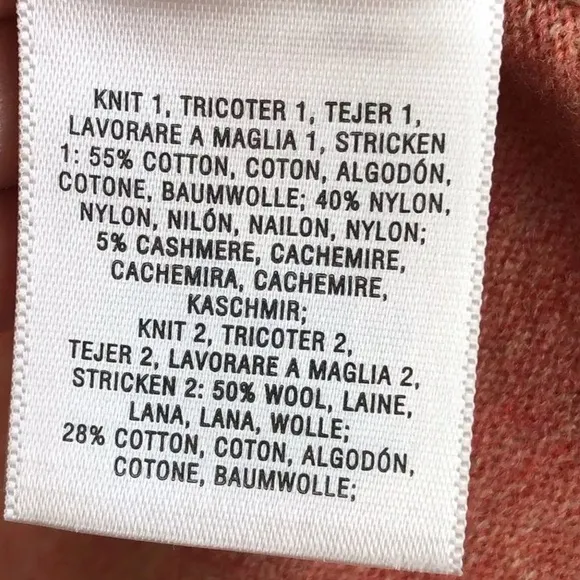 KNIT 1, TRICOTER 1, TEJER 1,
LAVORARE A MAGLIA 1, STRICKEN
1: 55% COTTON, COTON, ALGODÓN,
COTONE, BAUMWOLLE; 40% NYLON,
NYLON, NILÓN, NAILON, NYLON;
5% CASHMERE, CACHEMIRE,
CACHEMIRA, CACHEMIRE,
KASCHMIR;
KNIT 2, TRICOTER 2,
TEJER 2, LAVORARE A MAGLIA 2,
STRICKEN 2: 50% WOOL, LAINE,
LANA, LANA, WOLLE;
28% COTTON, COTON, ALGODÓN,
COTONE, BAUMWOLLE;